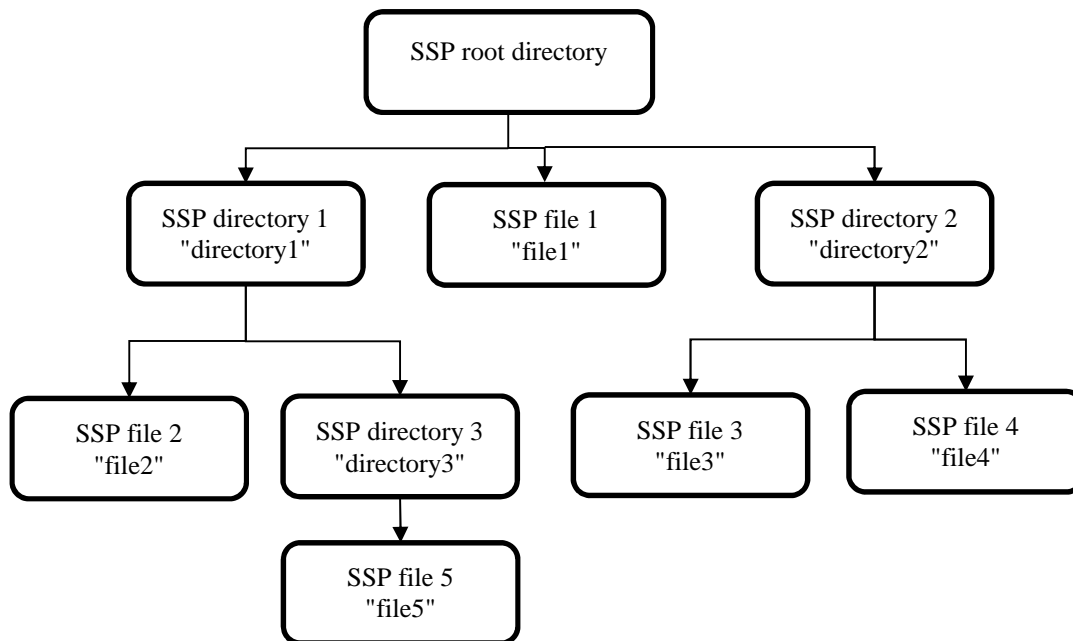 SSP root directory
SSP directory 1
"directory1"
SSP file 1
"file1"
SSP directory 2
"directory2"
SSP file 2
"file2"
SSP directory 3
"directory3"
SSP file 3
"file3"
SSP file 4
"file4"
SSP file 5
"file5"